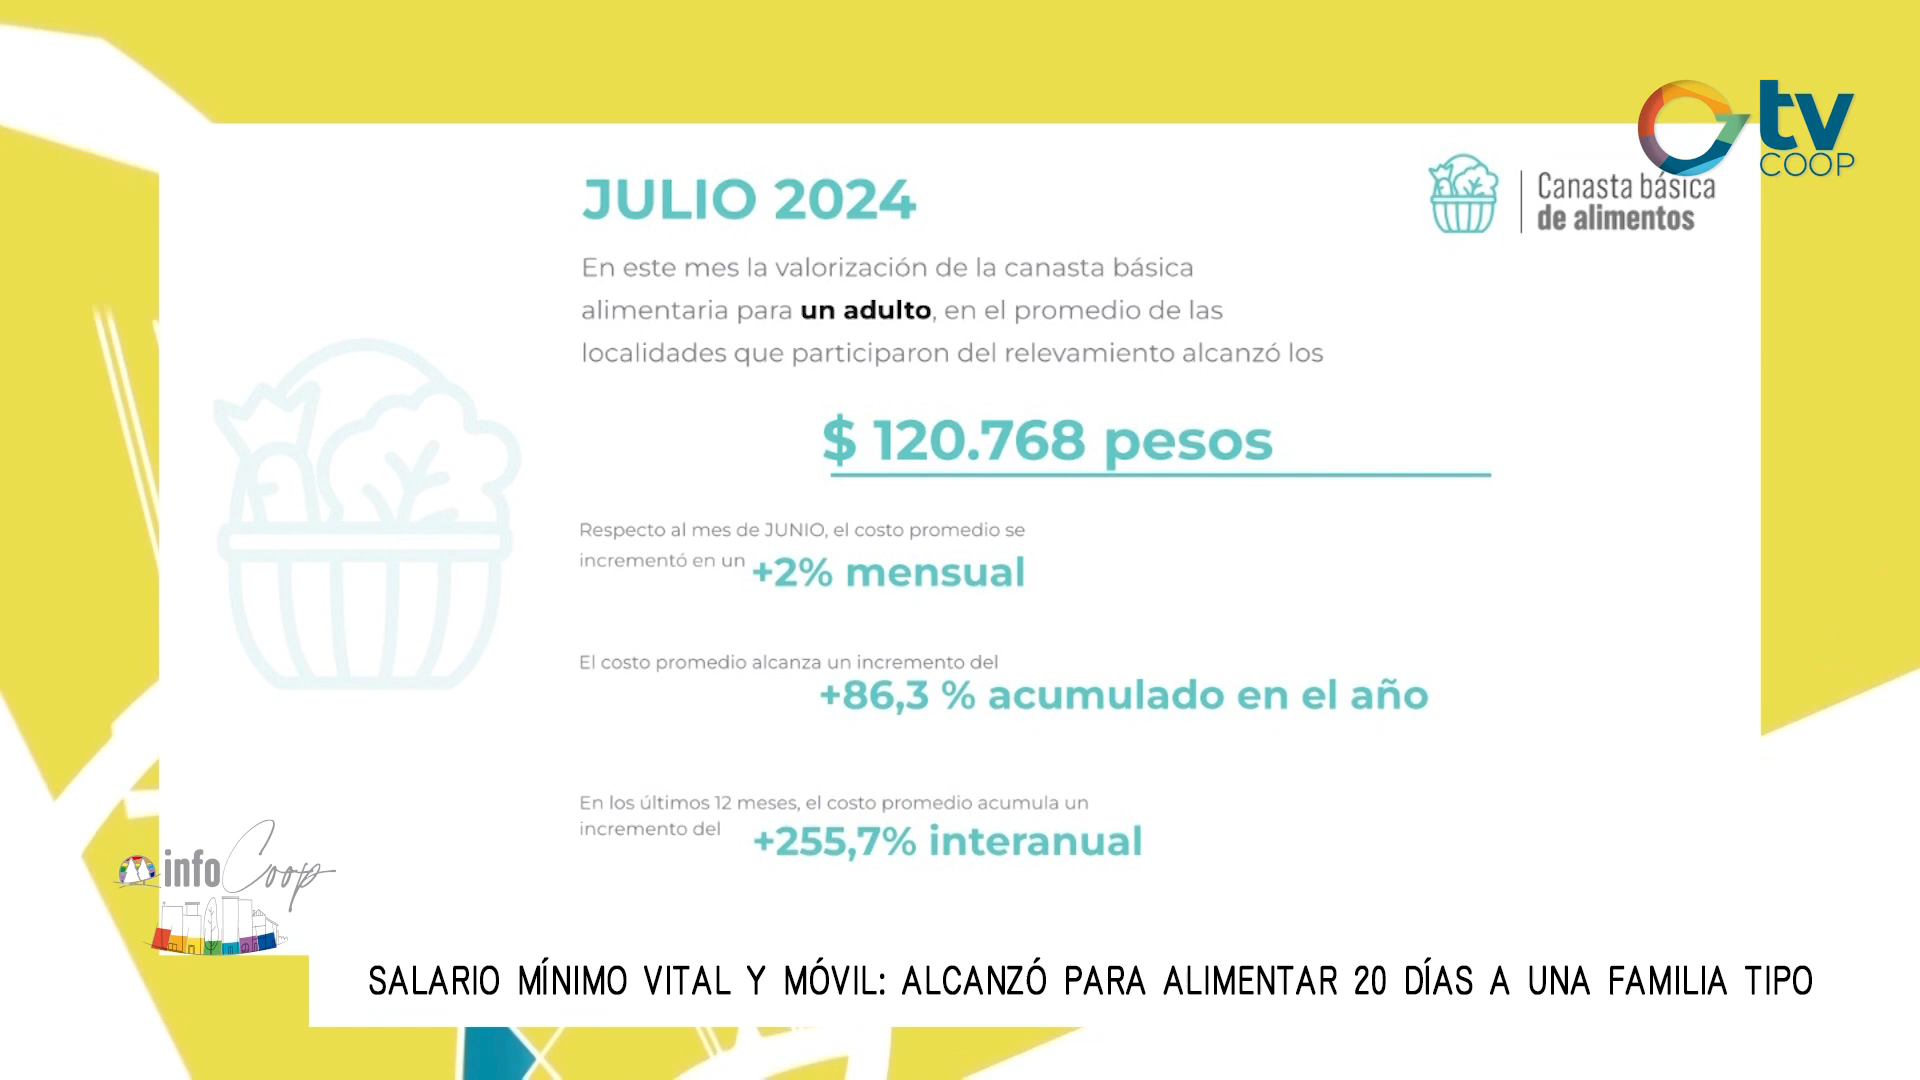 tv
COOP
JULIO 2024
Canasta básica
de alimentos
En este mes la valorización de la canasta básica
alimentaria para un adulto, en el promedio de las
localidades que participaron del relevamiento alcanzó los
$ 120.768 pesos
Respecto al mes de JUNIO, el costo promedio se
incrementó en un +2% mensual
El costo promedio alcanza un incremento del
+86,3 % acumulado en el año
En los últimos 12 meses, el costo promedio acumula un
incremento del +255,7% interanual
infoCoop
SALARIO MÍNIMO VITAL Y MÓVIL: ALCANZÓ PARA ALIMENTAR 20 DÍAS A UNA FAMILIA TIPO